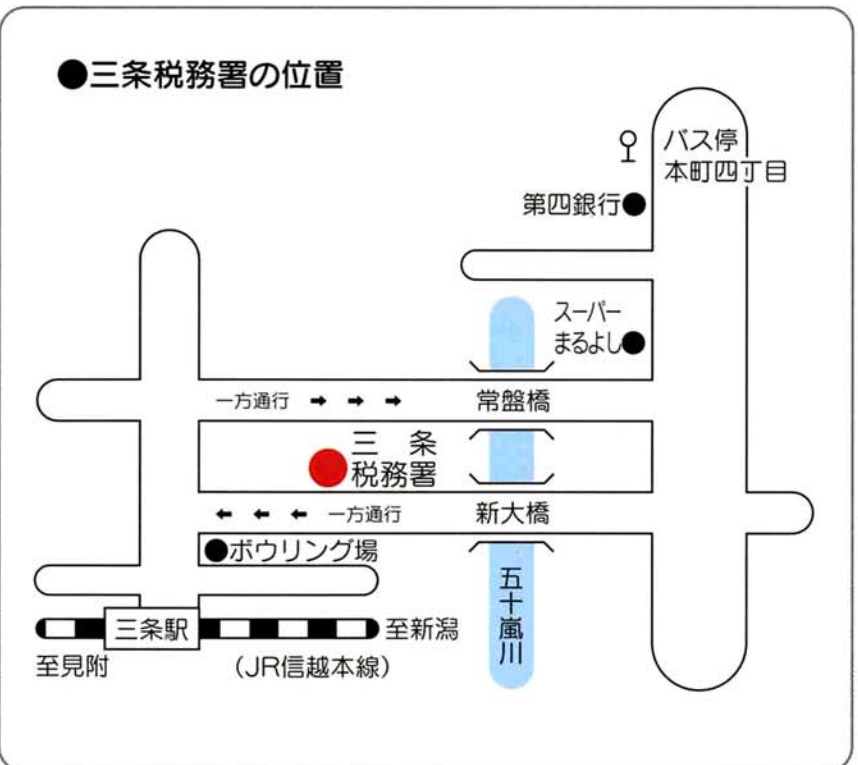 ●三条税務署の位置
バス停
本町四丁目
第四銀行●
スーパー
まるよし●
一方通行 → → →
常盤橋
三条
税務署
← ← ← 一方通行
新大橋
●ボウリング場
五十嵐川
三条駅
至新潟
至見附
(JR信越本線)